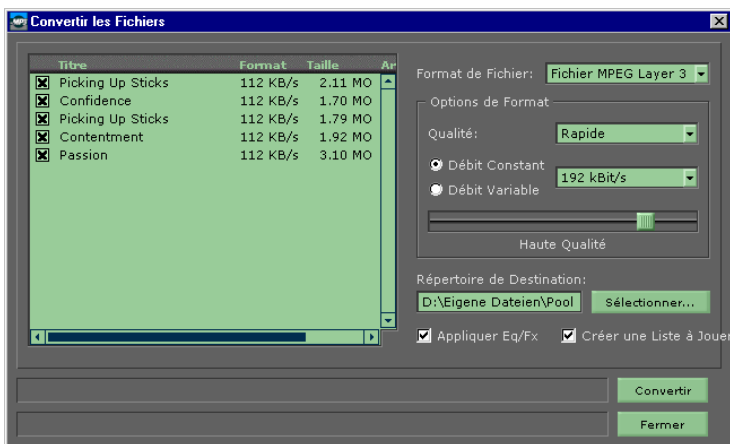 Convertir les Fichiers
Titre Format Taille Ar
Picking Up Sticks 112 KB/s 2.11 MO
Confidence 112 KB/s 1.70 MO
Picking Up Sticks 112 KB/s 1.79 MO
Contentment 112 KB/s 1.92 MO
Passion 112 KB/s 3.10 MO
Format de Fichier: Fichier MPEG Layer 3
Options de Format
Qualité: Rapide
Débit Constant
192 kBit/s
Débit Variable
Haute Qualité
Répertoire de Destination:
D:\Eigene Dateien\Pool Sélectionner...
Appliquer Eq/Fx Créer une Liste à Jouer
Convertir
Fermer